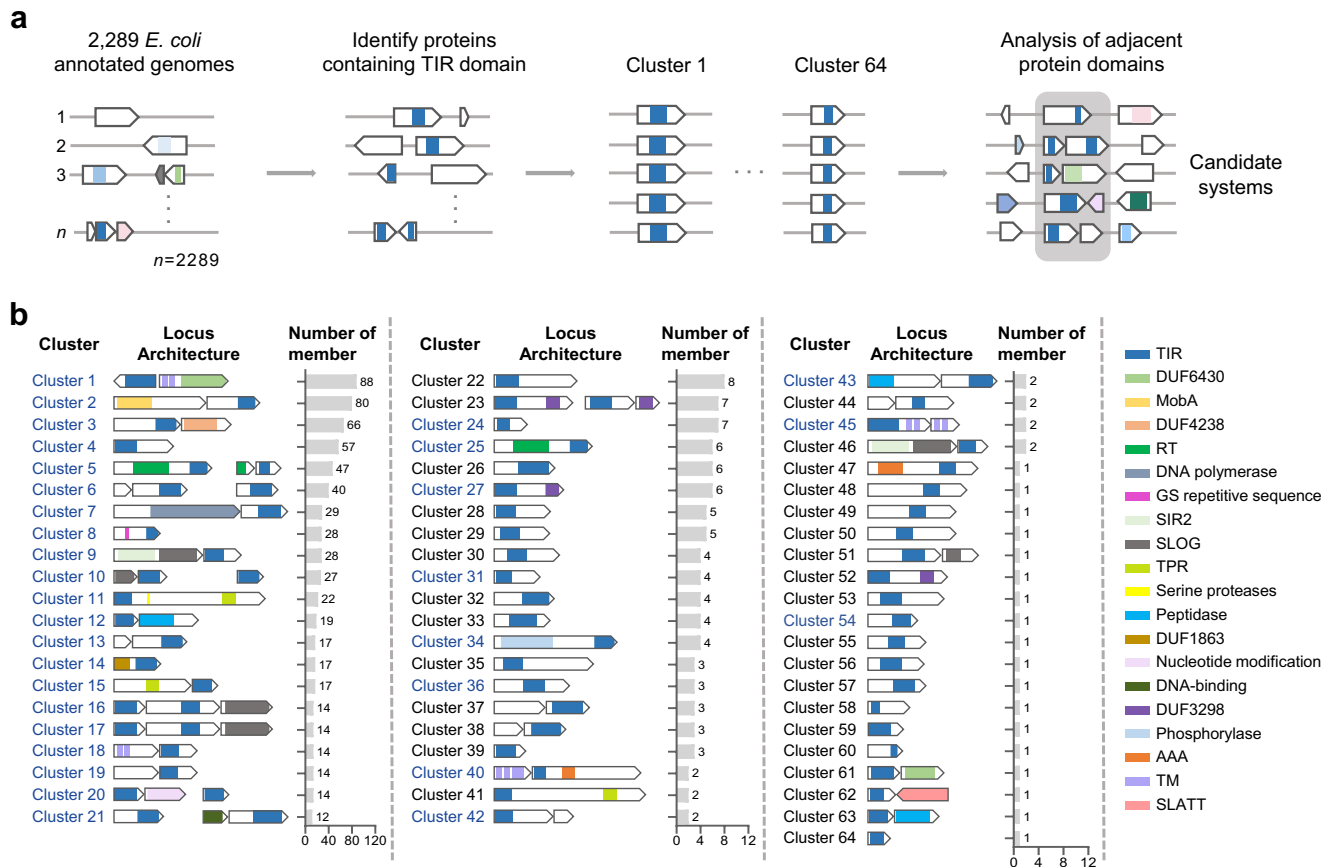 a
2,289 E. coli
annotated genomes
Identify proteins
containing TIR domain
Cluster 1
Cluster 64
Analysis of adjacent
protein domains
1
2
3
n
n=2289
Candidate
systems
b
Cluster
Locus
Architecture
Number of
member
Cluster 1 88
Cluster 2 80
Cluster 3 66
Cluster 4 57
Cluster 5 47
Cluster 6 40
Cluster 7 29
Cluster 8 28
Cluster 9 28
Cluster 10 27
Cluster 11 22
Cluster 12 19
Cluster 13 17
Cluster 14 17
Cluster 15 17
Cluster 16 14
Cluster 17 14
Cluster 18 14
Cluster 19 14
Cluster 20 14
Cluster 21 12
0 40 80 120
Cluster
Locus
Architecture
Number of
member
Cluster 22 8
Cluster 23 7
Cluster 24 7
Cluster 25 6
Cluster 26 6
Cluster 27 6
Cluster 28 5
Cluster 29 5
Cluster 30 4
Cluster 31 4
Cluster 32 4
Cluster 33 4
Cluster 34 4
Cluster 35 3
Cluster 36 3
Cluster 37 3
Cluster 38 3
Cluster 39 3
Cluster 40 2
Cluster 41 2
Cluster 42 2
0 4 8 12
Cluster
Locus
Architecture
Number of
member
Cluster 43 2
Cluster 44 2
Cluster 45 2
Cluster 46 2
Cluster 47 1
Cluster 48 1
Cluster 49 1
Cluster 50 1
Cluster 51 1
Cluster 52 1
Cluster 53 1
Cluster 54 1
Cluster 55 1
Cluster 56 1
Cluster 57 1
Cluster 58 1
Cluster 59 1
Cluster 60 1
Cluster 61 1
Cluster 62 1
Cluster 63 1
Cluster 64 1
0 4 8 12
TIR
DUF6430
MobA
DUF4238
RT
DNA polymerase
GS repetitive sequence
SIR2
SLOG
TPR
Serine proteases
Peptidase
DUF1863
Nucleotide modification
DNA-binding
DUF3298
Phosphorylase
AAA
TM
SLATT